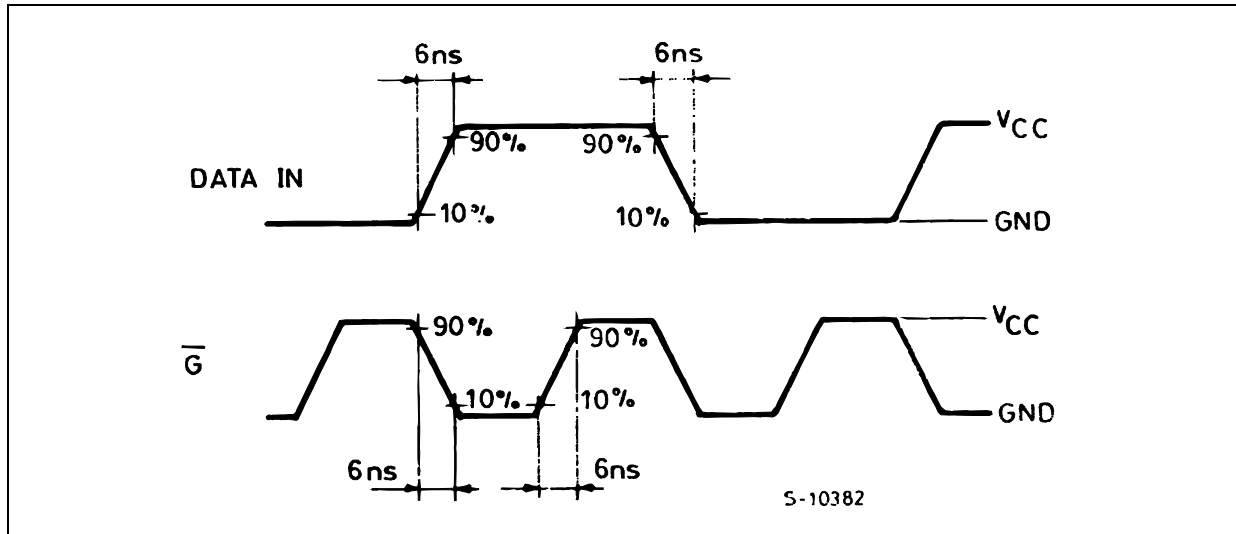 6ns 6ns
90% 90% VCC
DATA IN
10% 10% GND
90% 90% VCC
G̅
10% 10% GND
6ns 6ns
S-10382